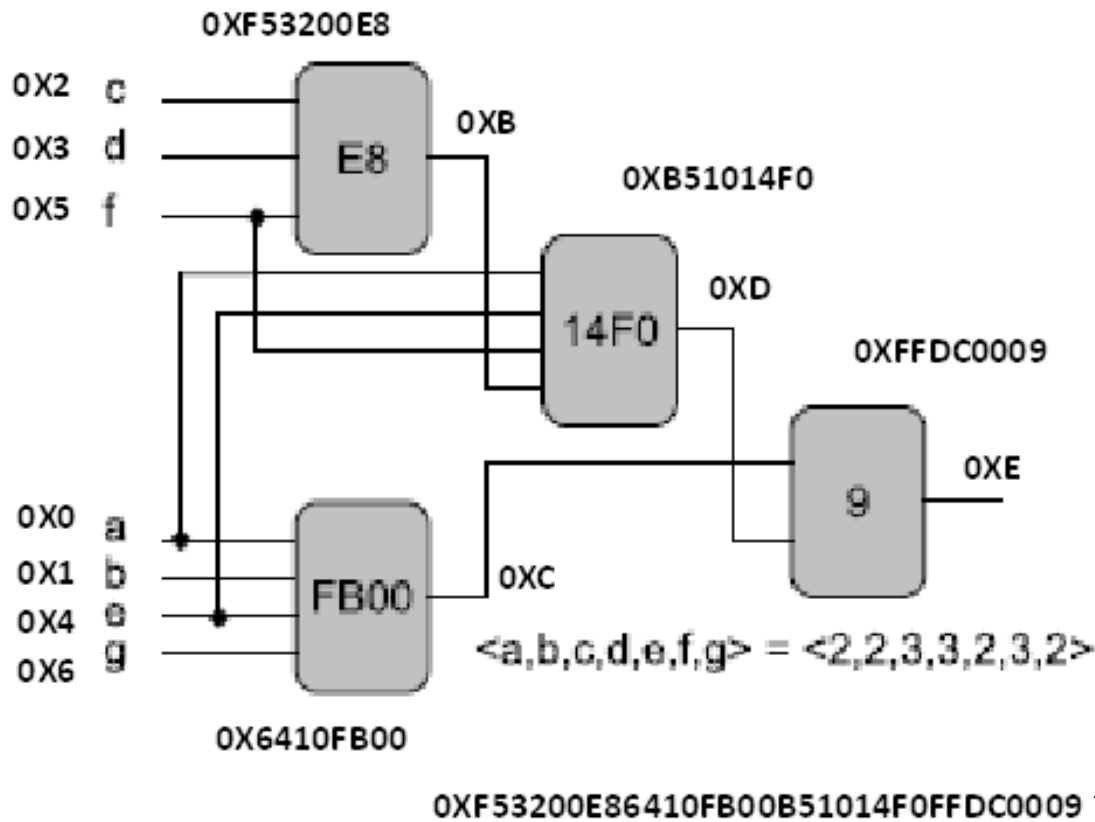 0XF53200E8
0X2 c
0X3 d
0X5 f
E8
0XB
0XB51014F0
14F0
0XD
0XFFDC0009
9
0XE
0X0 a
0X1 b
0X4 e
0X6 g
FB00
0XC
<a,b,c,d,e,f,g> = <2,2,3,3,2,3,2>
0X6410FB00
0XF53200E86410FB00B51014F0FFDC0009